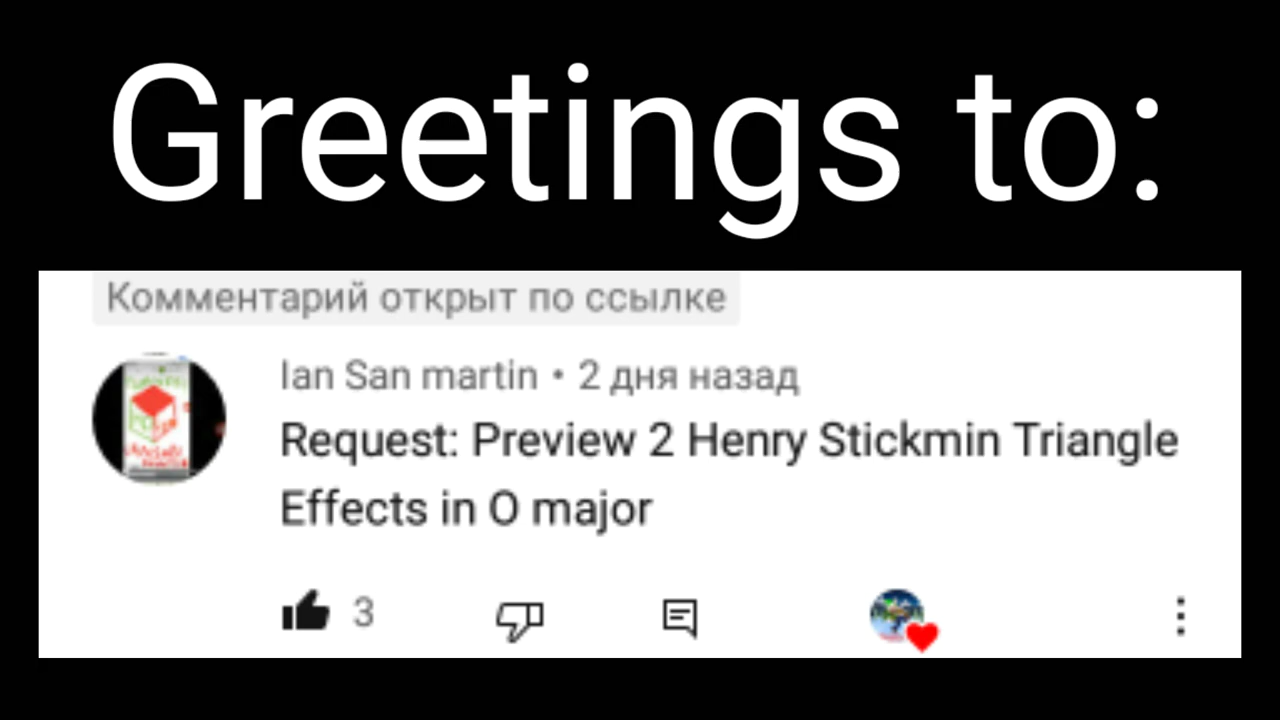 Greetings to:
Комментарий открыт по ссылке
Ian San martin • 2 дня назад
Request: Preview 2 Henry Stickmin Triangle
Effects in O major
3